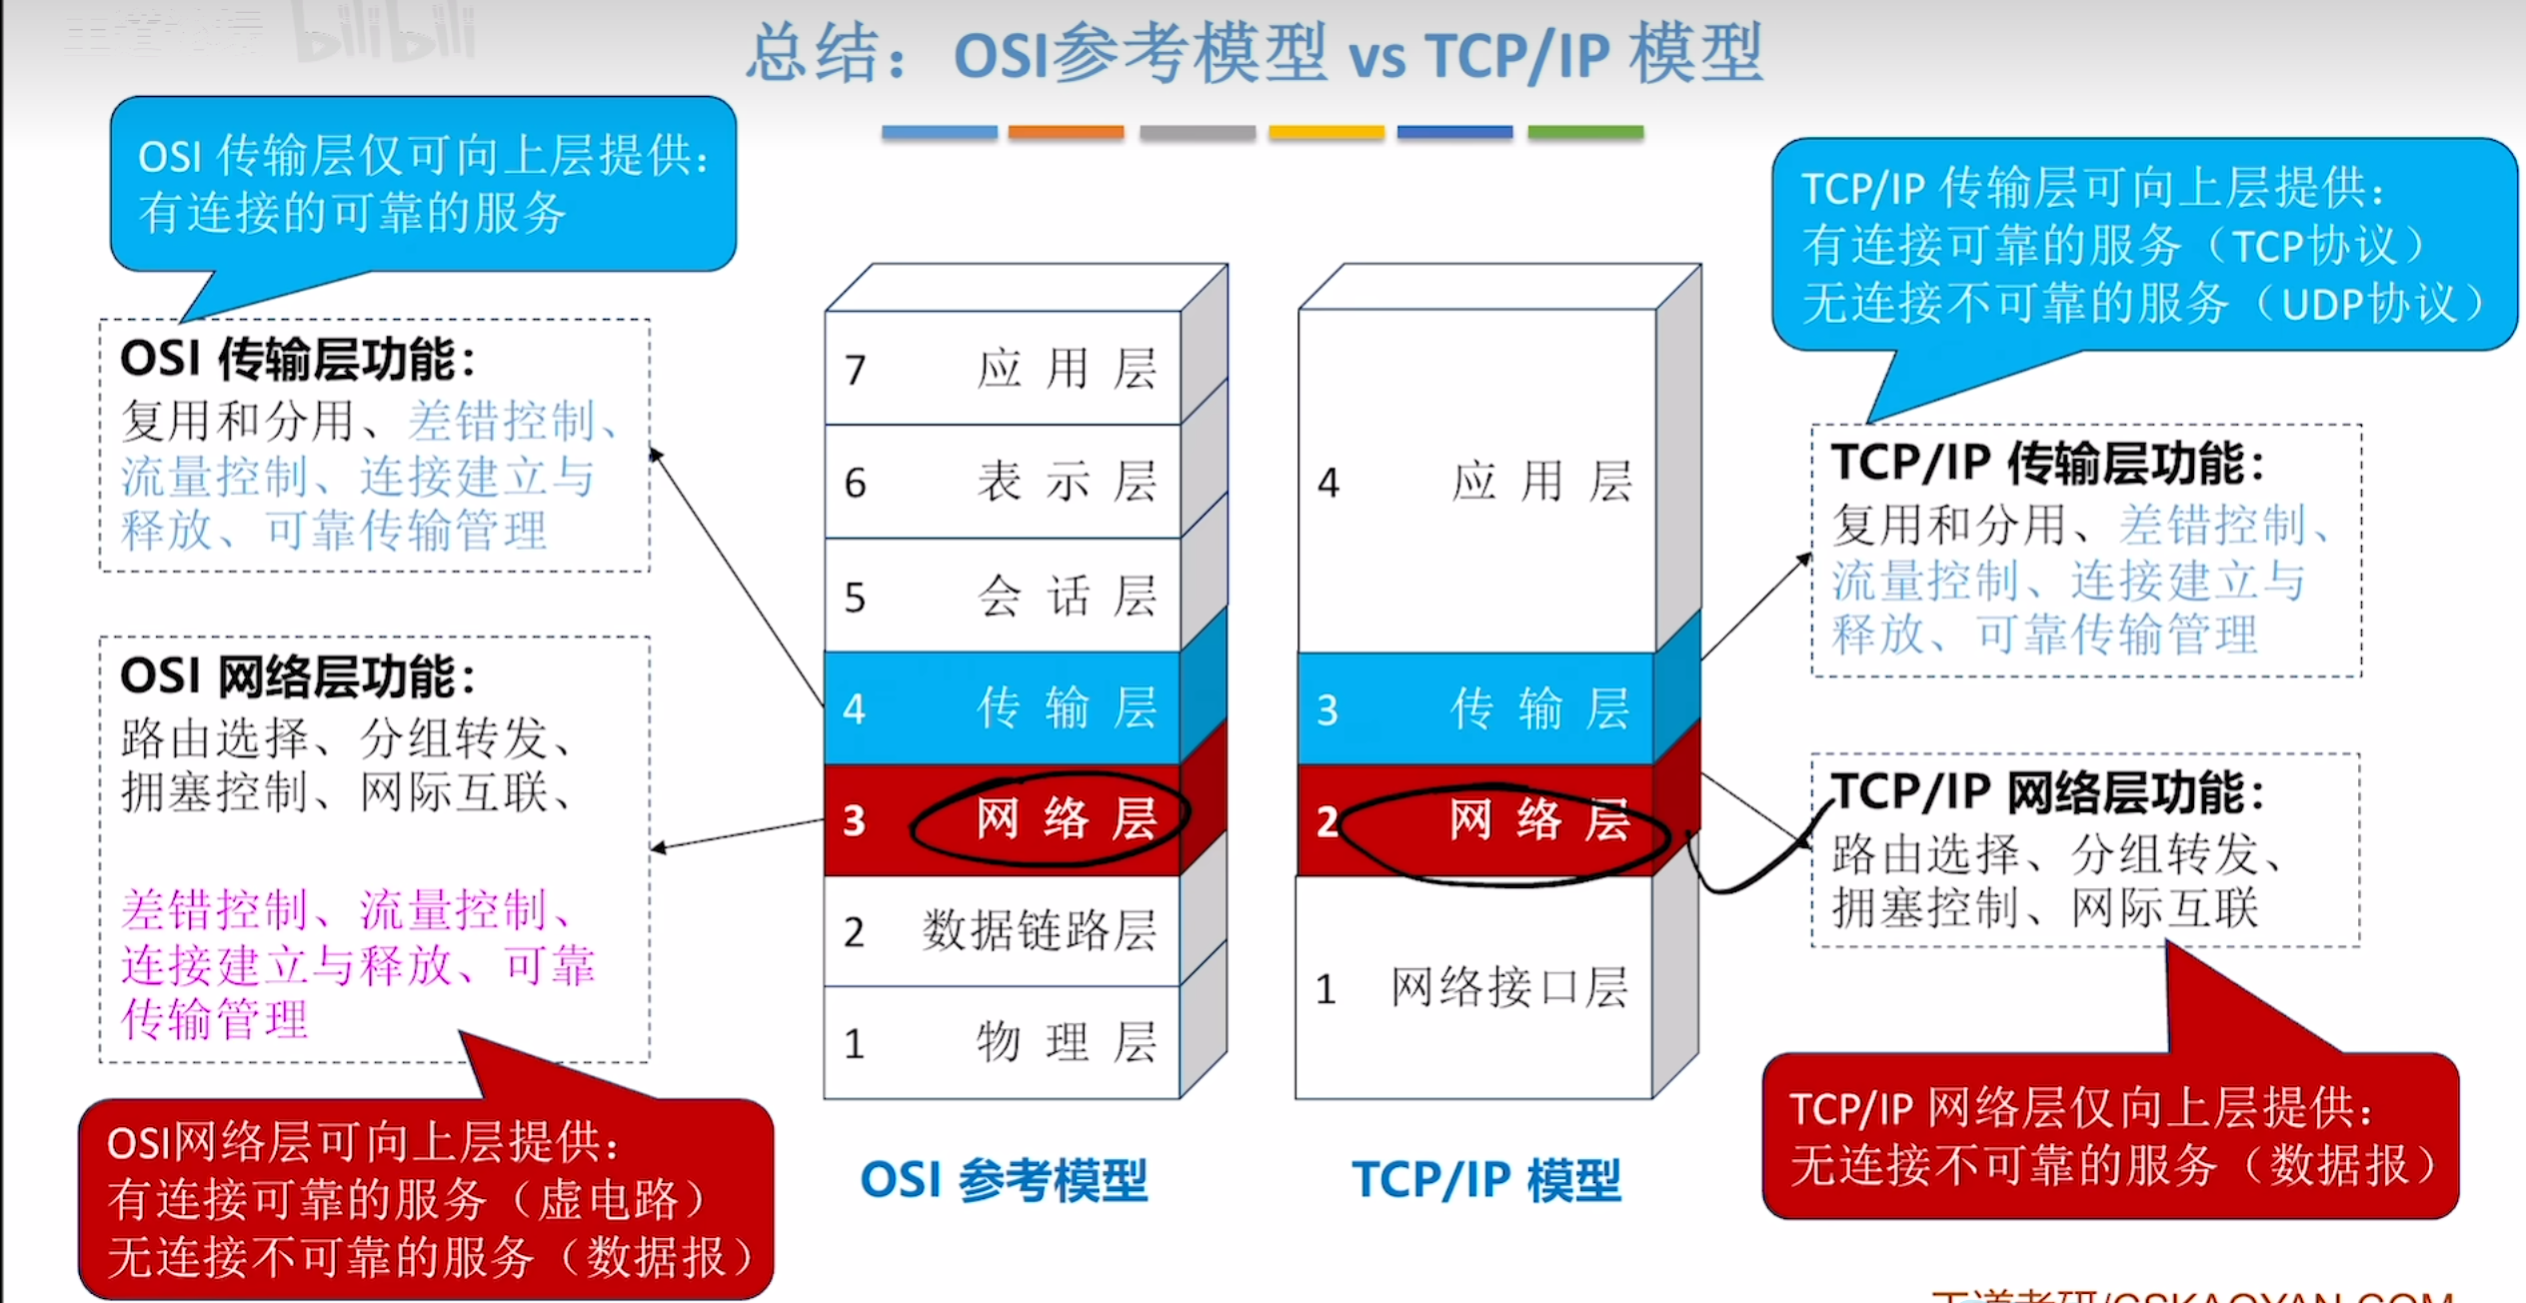 bilibili
总结：OSI参考模型 vs TCP/IP 模型
OSI 传输层仅可向上层提供：
有连接的可靠的服务
OSI 传输层功能：
复用和分用、差错控制、
流量控制、连接建立与
释放、可靠传输管理
OSI 网络层功能：
路由选择、分组转发、
拥塞控制、网际互联、
差错控制、流量控制、
连接建立与释放、可靠
传输管理
OSI网络层可向上层提供：
有连接可靠的服务（虚电路）
无连接不可靠的服务（数据报）
7 应用层
6 表示层
5 会话层
4 传输层
3 网络层
2 数据链路层
1 物理层
OSI 参考模型
4 应用层
3 传输层
2 网络层
1 网络接口层
TCP/IP 模型
TCP/IP 传输层可向上层提供：
有连接可靠的服务（TCP协议）
无连接不可靠的服务（UDP协议）
TCP/IP 传输层功能：
复用和分用、差错控制、
流量控制、连接建立与
释放、可靠传输管理
TCP/IP 网络层功能：
路由选择、分组转发、
拥塞控制、网际互联
TCP/IP 网络层仅向上层提供：
无连接不可靠的服务（数据报）
王道考研/CSKAOYAN.COM